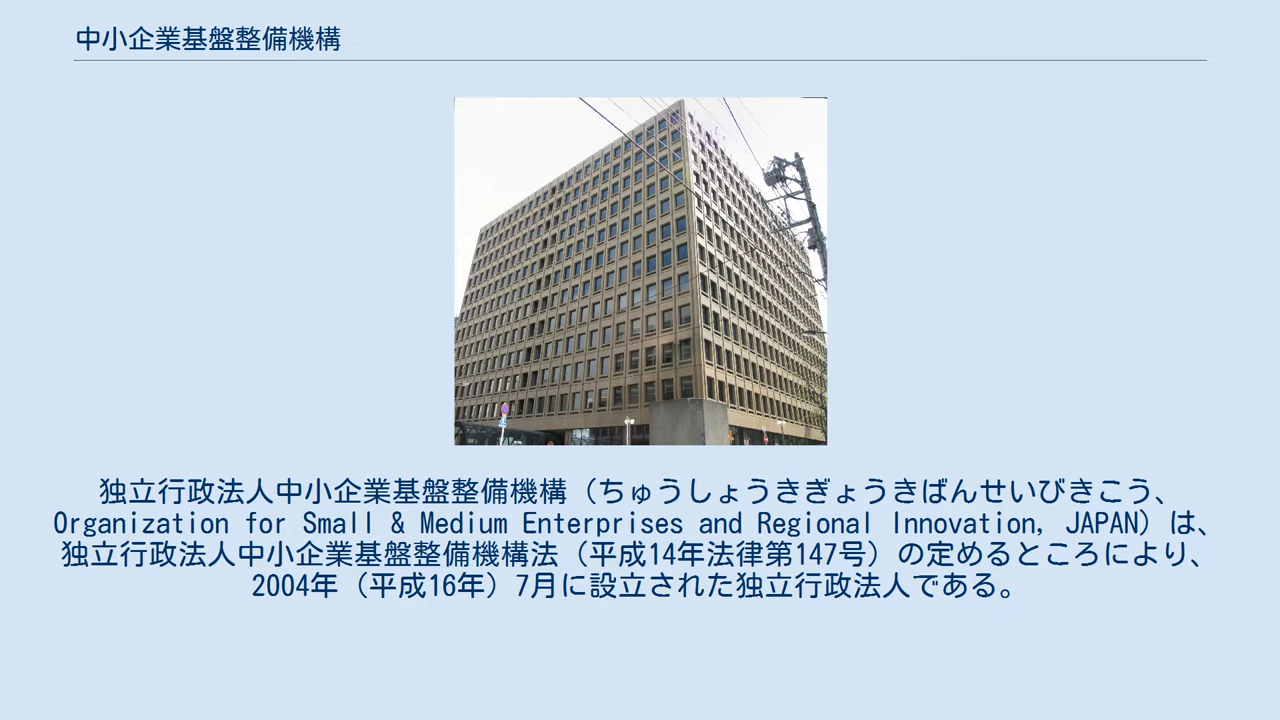 中小企業基盤整備機構
独立行政法人中小企業基盤整備機構（ちゅうしょうきぎょうきばんせいびきこう、
Organization for Small & Medium Enterprises and Regional Innovation, JAPAN）は、
独立行政法人中小企業基盤整備機構法（平成14年法律第147号）の定めるところにより、
2004年（平成16年）7月に設立された独立行政法人である。